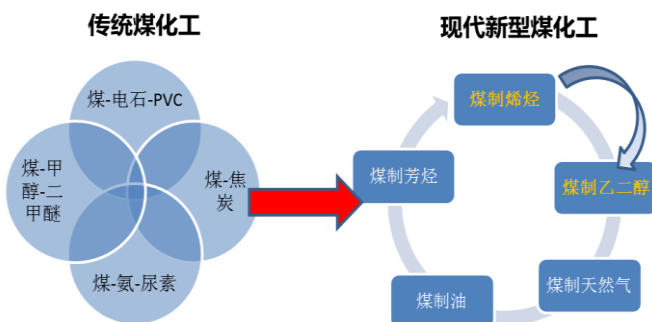 传统煤化工
现代新型煤化工
煤-电石-PVC
煤-甲
醇-二
甲醚
煤-焦
炭
煤-氨-尿素
煤制烯烃
煤制乙二醇
煤制天然气
煤制油
煤制芳烃